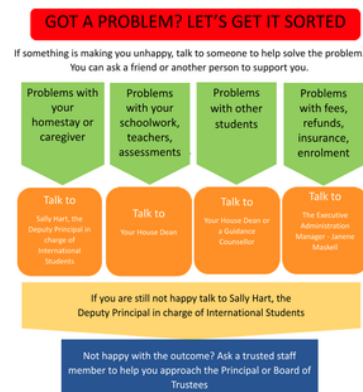 GOT A PROBLEM? LET'S GET IT SORTED
If something is making you unhappy, talk to someone to help solve the problem.
You can ask a friend or another person to support you.
Problems with
your
homestay or
caregiver
Problems
with your
schoolwork,
teachers,
assessments
Problems
with other
students
Problems
with fees,
refunds,
insurance,
enrolment
Talk to
Sally Hart, the
Deputy Principal in
charge of
International
Students
Talk to
Your House Dean
Talk to
Your House Dean or
a Guidance
Counsellor
Talk to
The Executive
Administration
Manager - Janene
Maskell
If you are still not happy talk to Sally Hart, the
Deputy Principal in charge of International Students
Not happy with the outcome? Ask a trusted staff
member to help you approach the Principal or Board of
Trustees